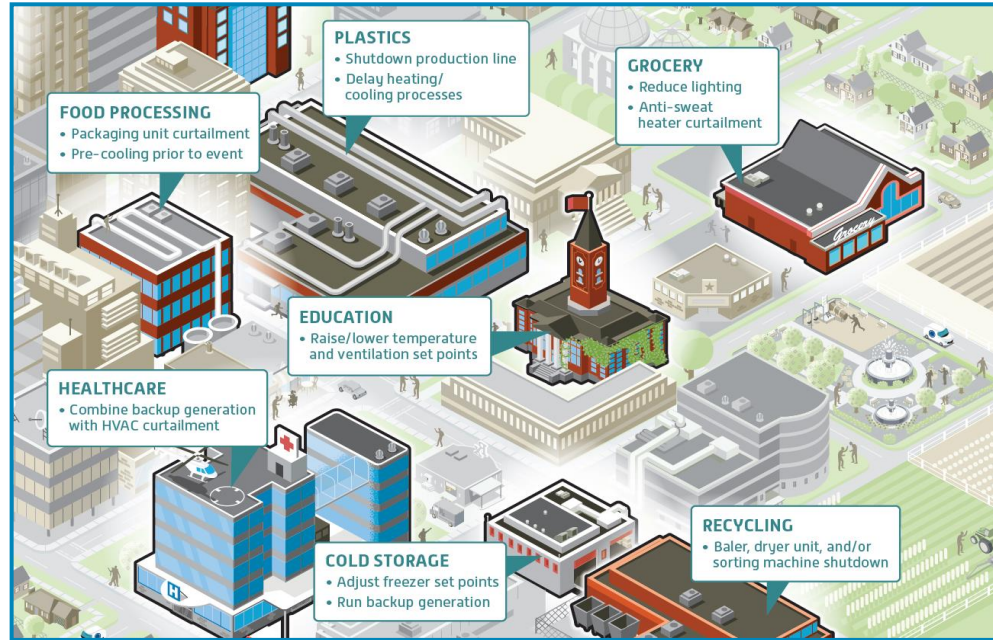 PLASTICS
• Shutdown production line
• Delay heating/
cooling processes
GROCERY
• Reduce lighting
• Anti-sweat
heater curtailment
FOOD PROCESSING
• Packaging unit curtailment
• Pre-cooling prior to event
Grocery
EDUCATION
• Raise/lower temperature
and ventilation set points
HEALTHCARE
• Combine backup generation
with HVAC curtailment
H
COLD STORAGE
• Adjust freezer set points
• Run backup generation
RECYCLING
• Baler, dryer unit, and/or
sorting machine shutdown